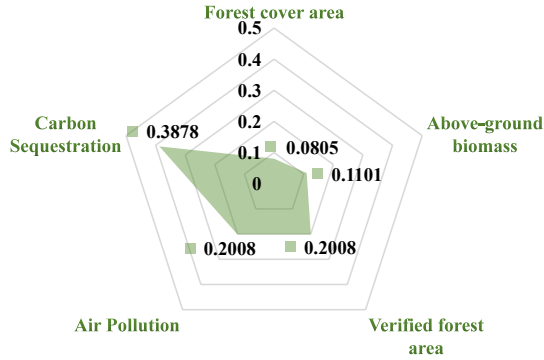 Forest cover area
0.5
0.4
0.3
0.2
0.1
0
Above-ground
biomass
Carbon
Sequestration
0.3878
0.0805
0.1101
0.2008
0.2008
Air Pollution
Verified forest
area